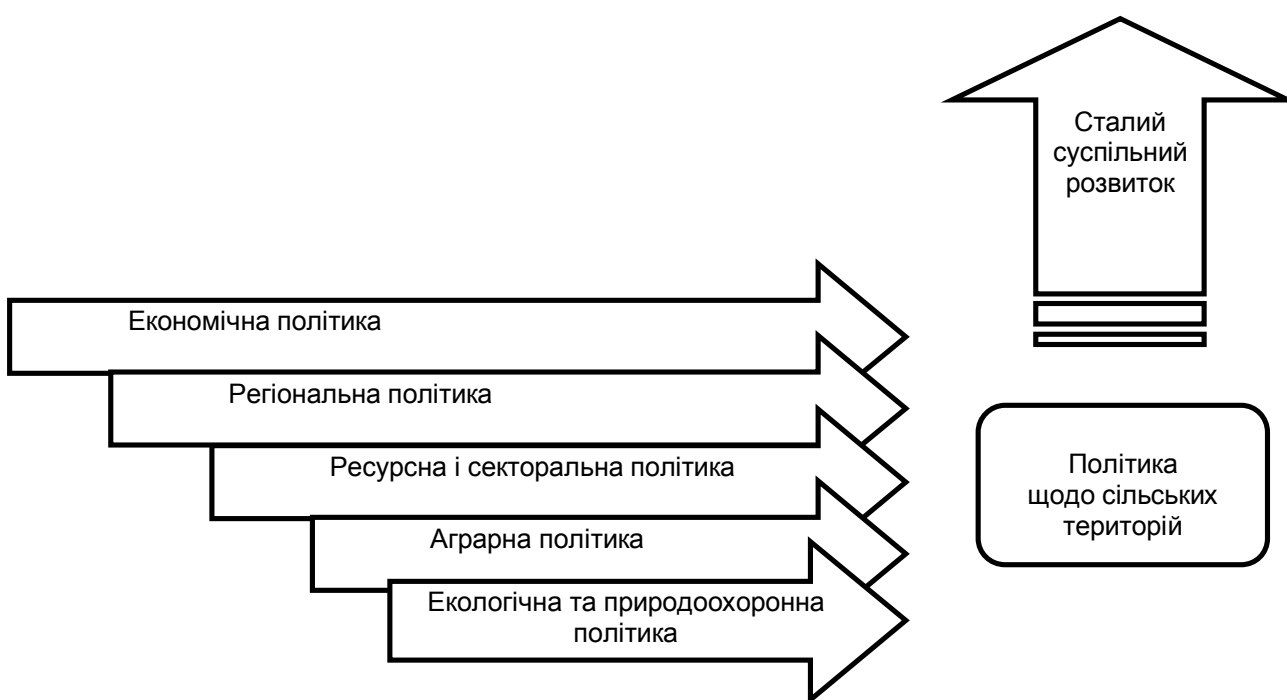 Сталий
суспільний
розвиток
Економічна політика
Регіональна політика
Ресурсна і секторальна політика
Аграрна політика
Екологічна та природоохоронна
політика
Політика
щодо сільських
територій